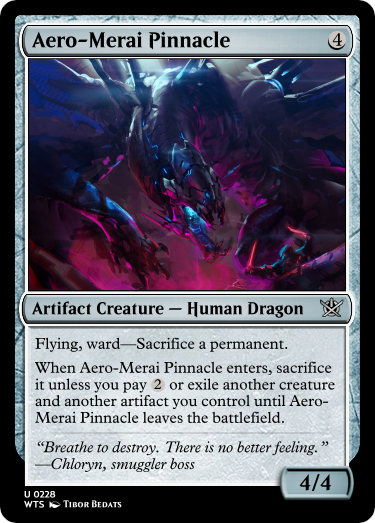 Aero-Merai Pinnacle 4
Artifact Creature — Human Dragon
Flying, ward—Sacrifice a permanent.
When Aero-Merai Pinnacle enters, sacrifice
it unless you pay 2 or exile another creature
and another artifact you control until Aero-
Merai Pinnacle leaves the battlefield.
“Breathe to destroy. There is no better feeling.”
—Chloryn, smuggler boss
4/4
U 0228
WTS Tibor Bedats